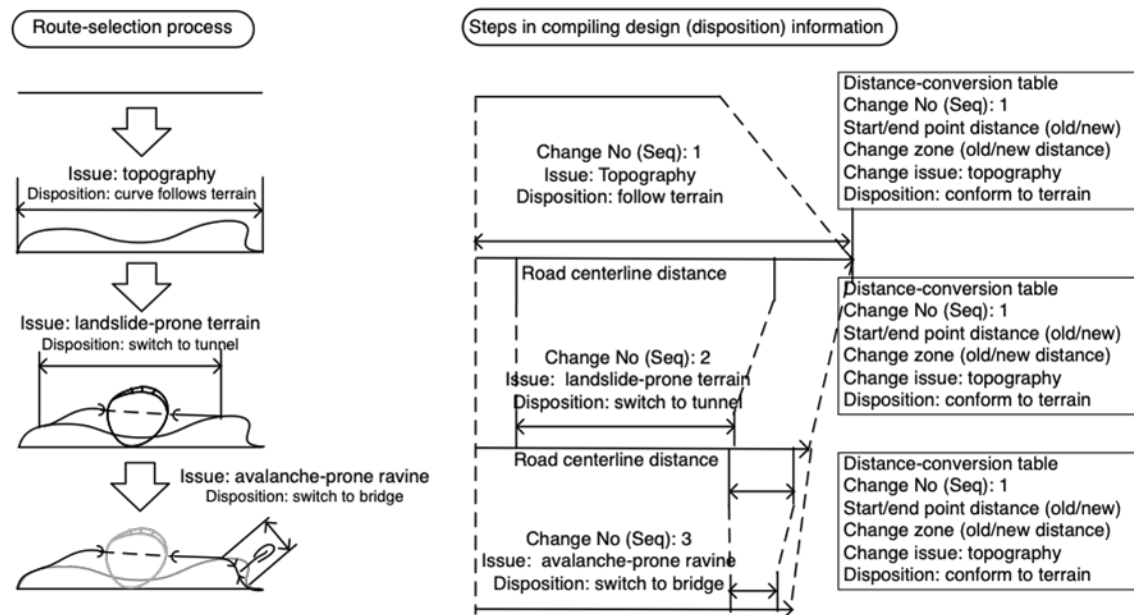 Route-selection process
Issue: topography
Disposition: curve follows terrain
Issue: landslide-prone terrain
Disposition: switch to tunnel
Issue: avalanche-prone ravine
Disposition: switch to bridge
Steps in compiling design (disposition) information
Change No (Seq): 1
Issue: Topography
Disposition: follow terrain
Road centerline distance
Change No (Seq): 2
Issue: landslide-prone terrain
Disposition: switch to tunnel
Road centerline distance
Change No (Seq): 3
Issue: avalanche-prone ravine
Disposition: switch to bridge
Distance-conversion table
Change No (Seq): 1
Start/end point distance (old/new)
Change zone (old/new distance)
Change issue: topography
Disposition: conform to terrain
Distance-conversion table
Change No (Seq): 1
Start/end point distance (old/new)
Change zone (old/new distance)
Change issue: topography
Disposition: conform to terrain
Distance-conversion table
Change No (Seq): 1
Start/end point distance (old/new)
Change zone (old/new distance)
Change issue: topography
Disposition: conform to terrain